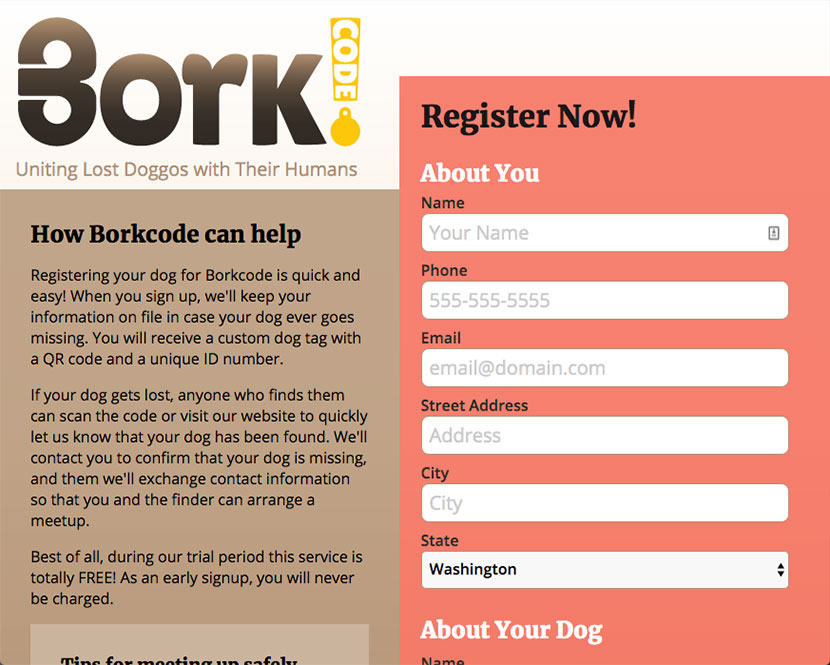 Bork
CODE
Uniting Lost Doggos with Their Humans
How Borkcode can help
Registering your dog for Borkcode is quick and
easy! When you sign up, we'll keep your
information on file in case your dog ever goes
missing. You will receive a custom dog tag with
a QR code and a unique ID number.
If your dog gets lost, anyone who finds them
can scan the code or visit our website to quickly
let us know that your dog has been found. We'll
contact you to confirm that your dog is missing,
and them we'll exchange contact information
so that you and the finder can arrange a
meetup.
Best of all, during our trial period this service is
totally FREE! As an early signup, you will never
be charged.
Tips for meeting up safely
Register Now!
About You
Name
Your Name
Phone
555-555-5555
Email
email@domain.com
Street Address
Address
City
City
State
Washington
About Your Dog
Name